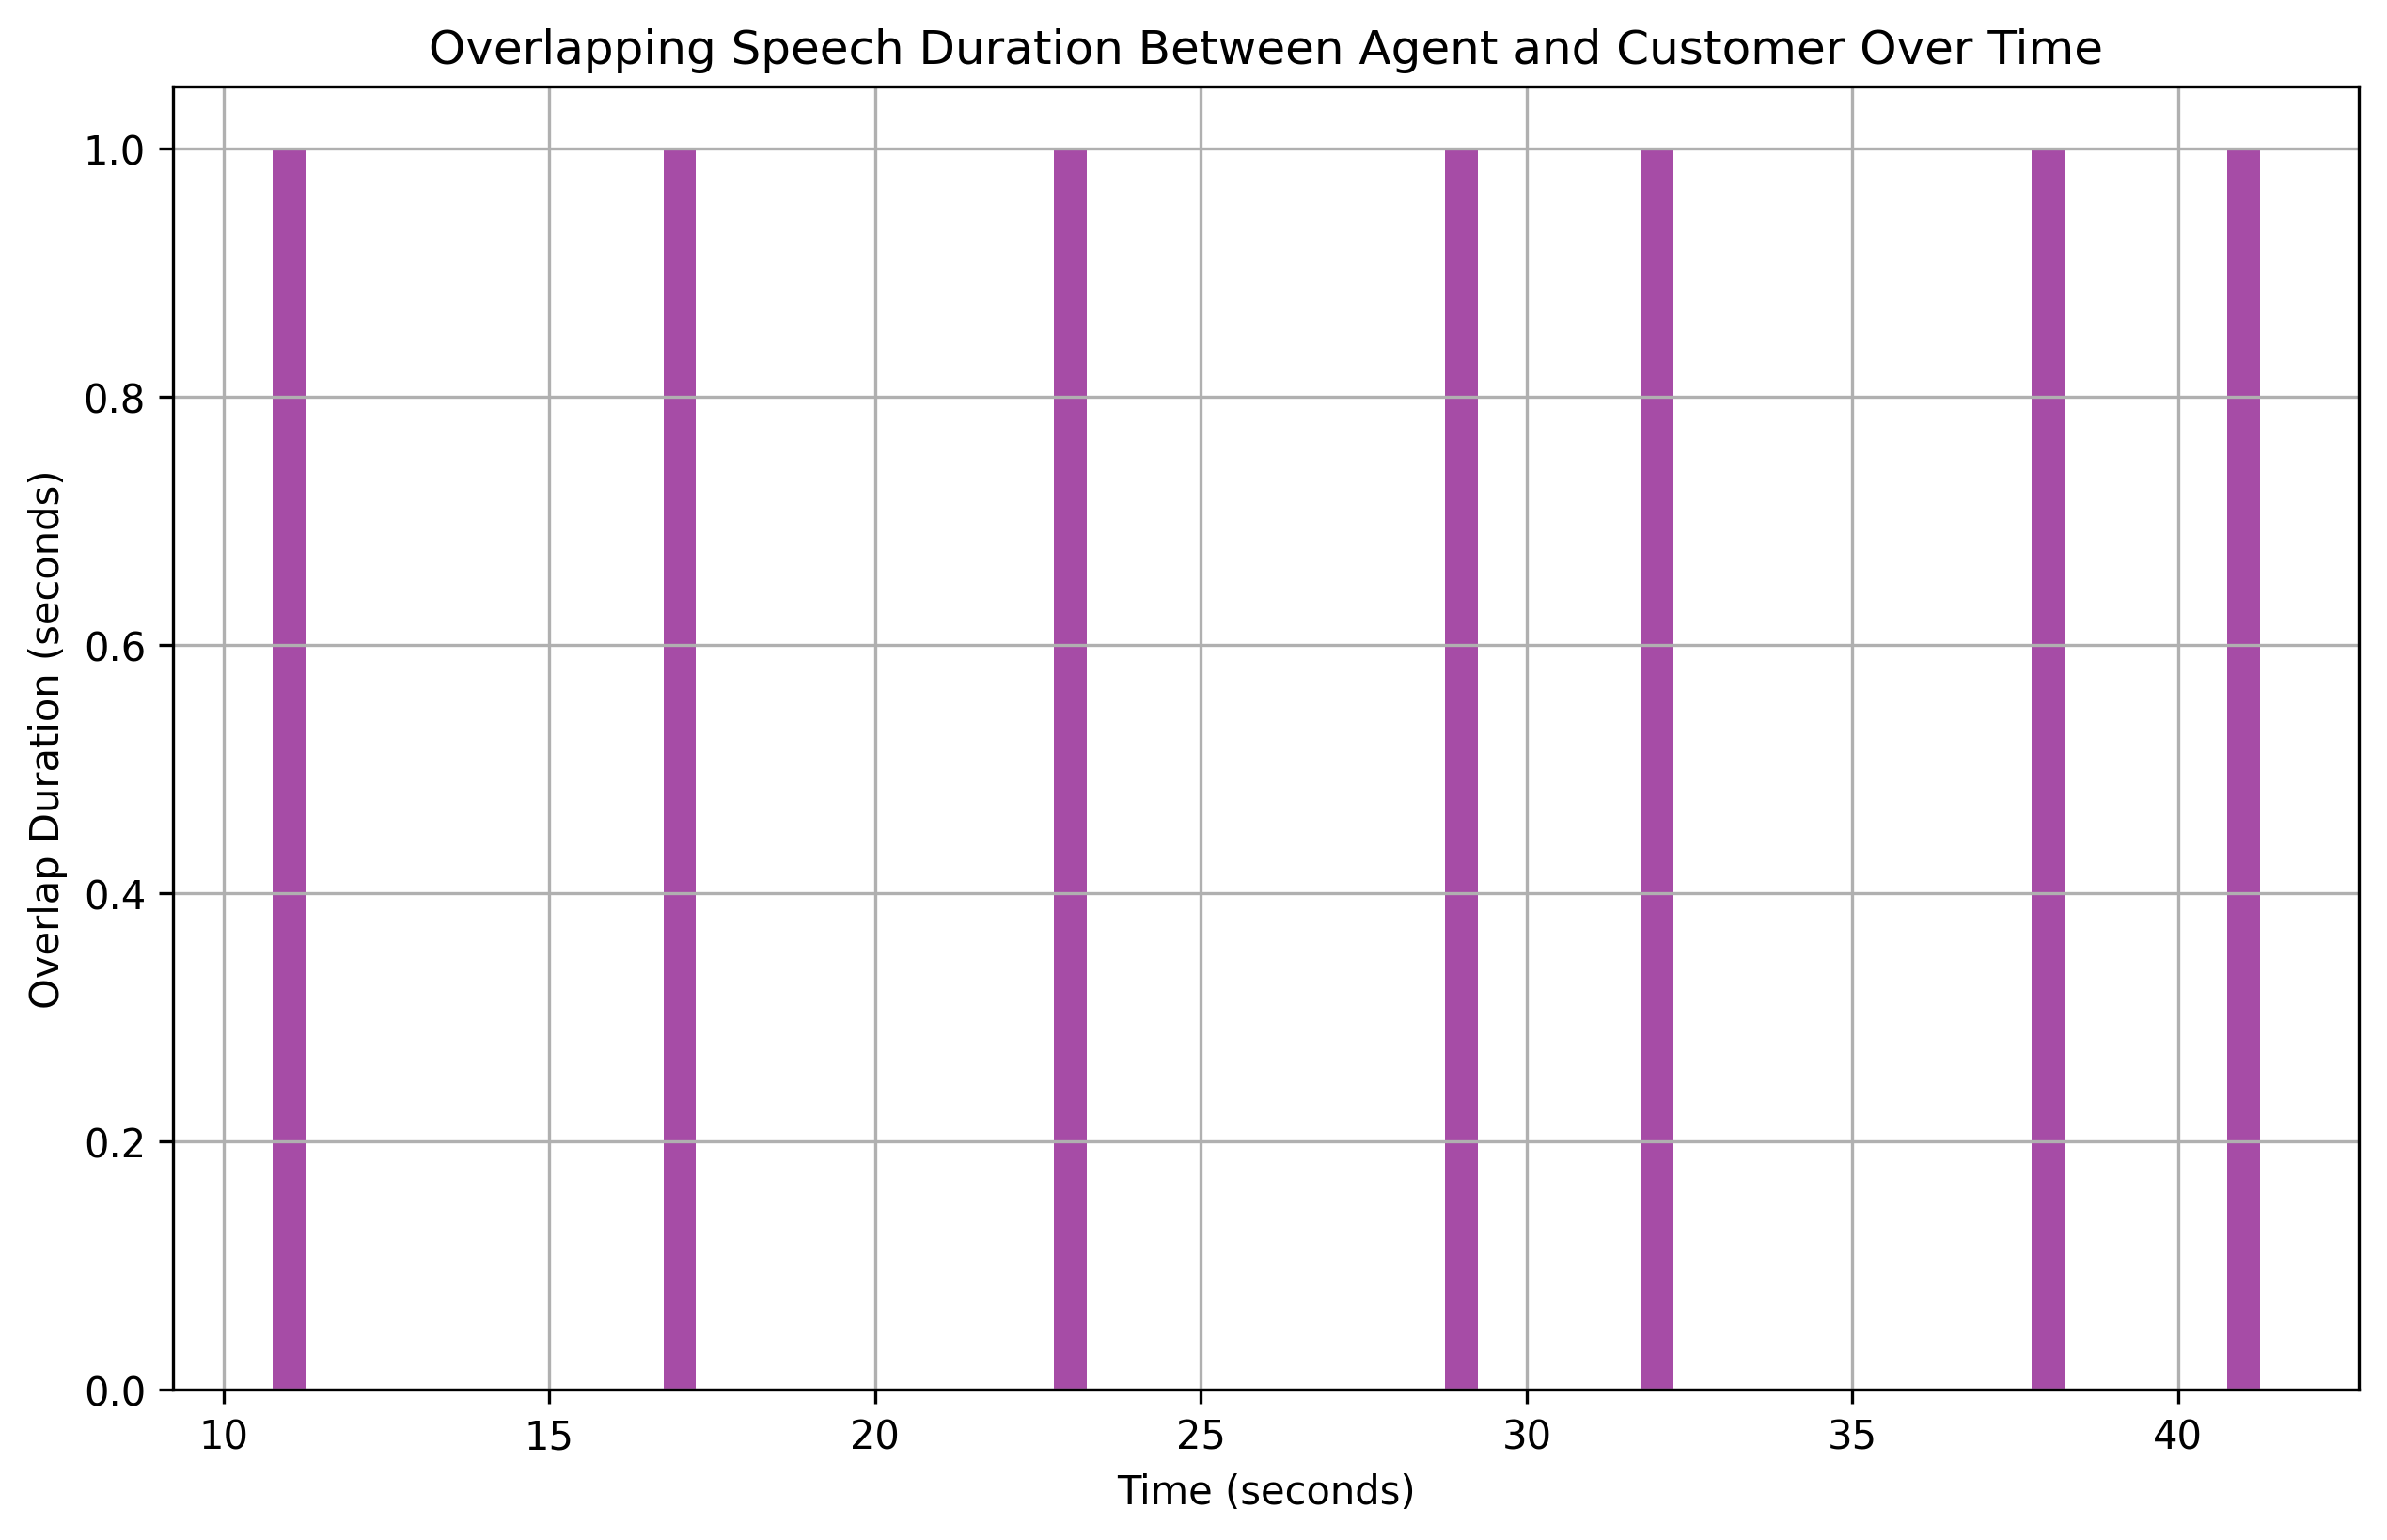 Overlapping Speech Duration Between Agent and Customer Over Time
Overlap Duration (seconds)
1.0
0.8
0.6
0.4
0.2
0.0
10 15 20 25 30 35 40
Time (seconds)